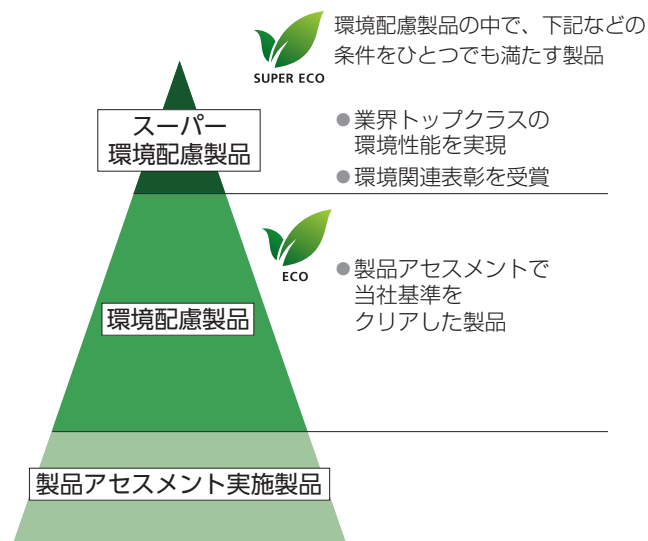 SUPER ECO
環境配慮製品の中で、下記などの
条件をひとつでも満たす製品
スーパー
環境配慮製品
●業界トップクラスの
環境性能を実現
●環境関連表彰を受賞
ECO
環境配慮製品
●製品アセスメントで
当社基準を
クリアした製品
製品アセスメント実施製品